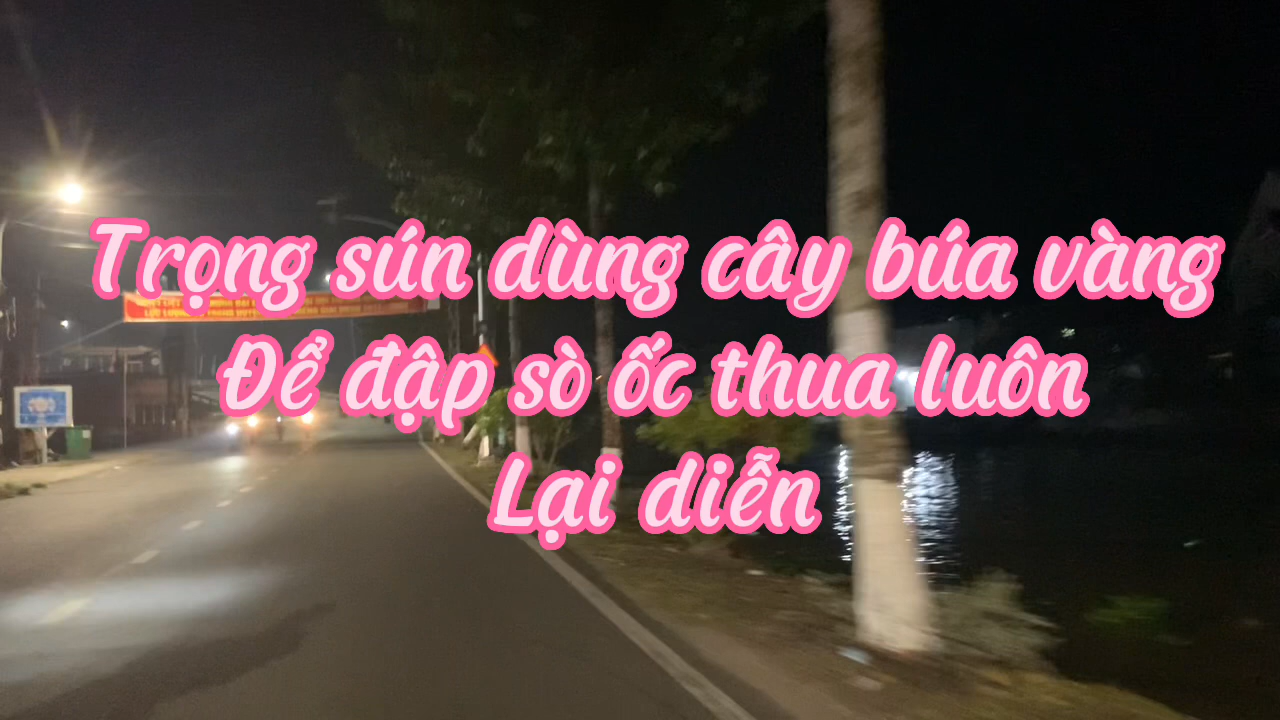 Trọng sún dùng cây búa vàng
Để đập sò ốc thua luôn
Lại diễn